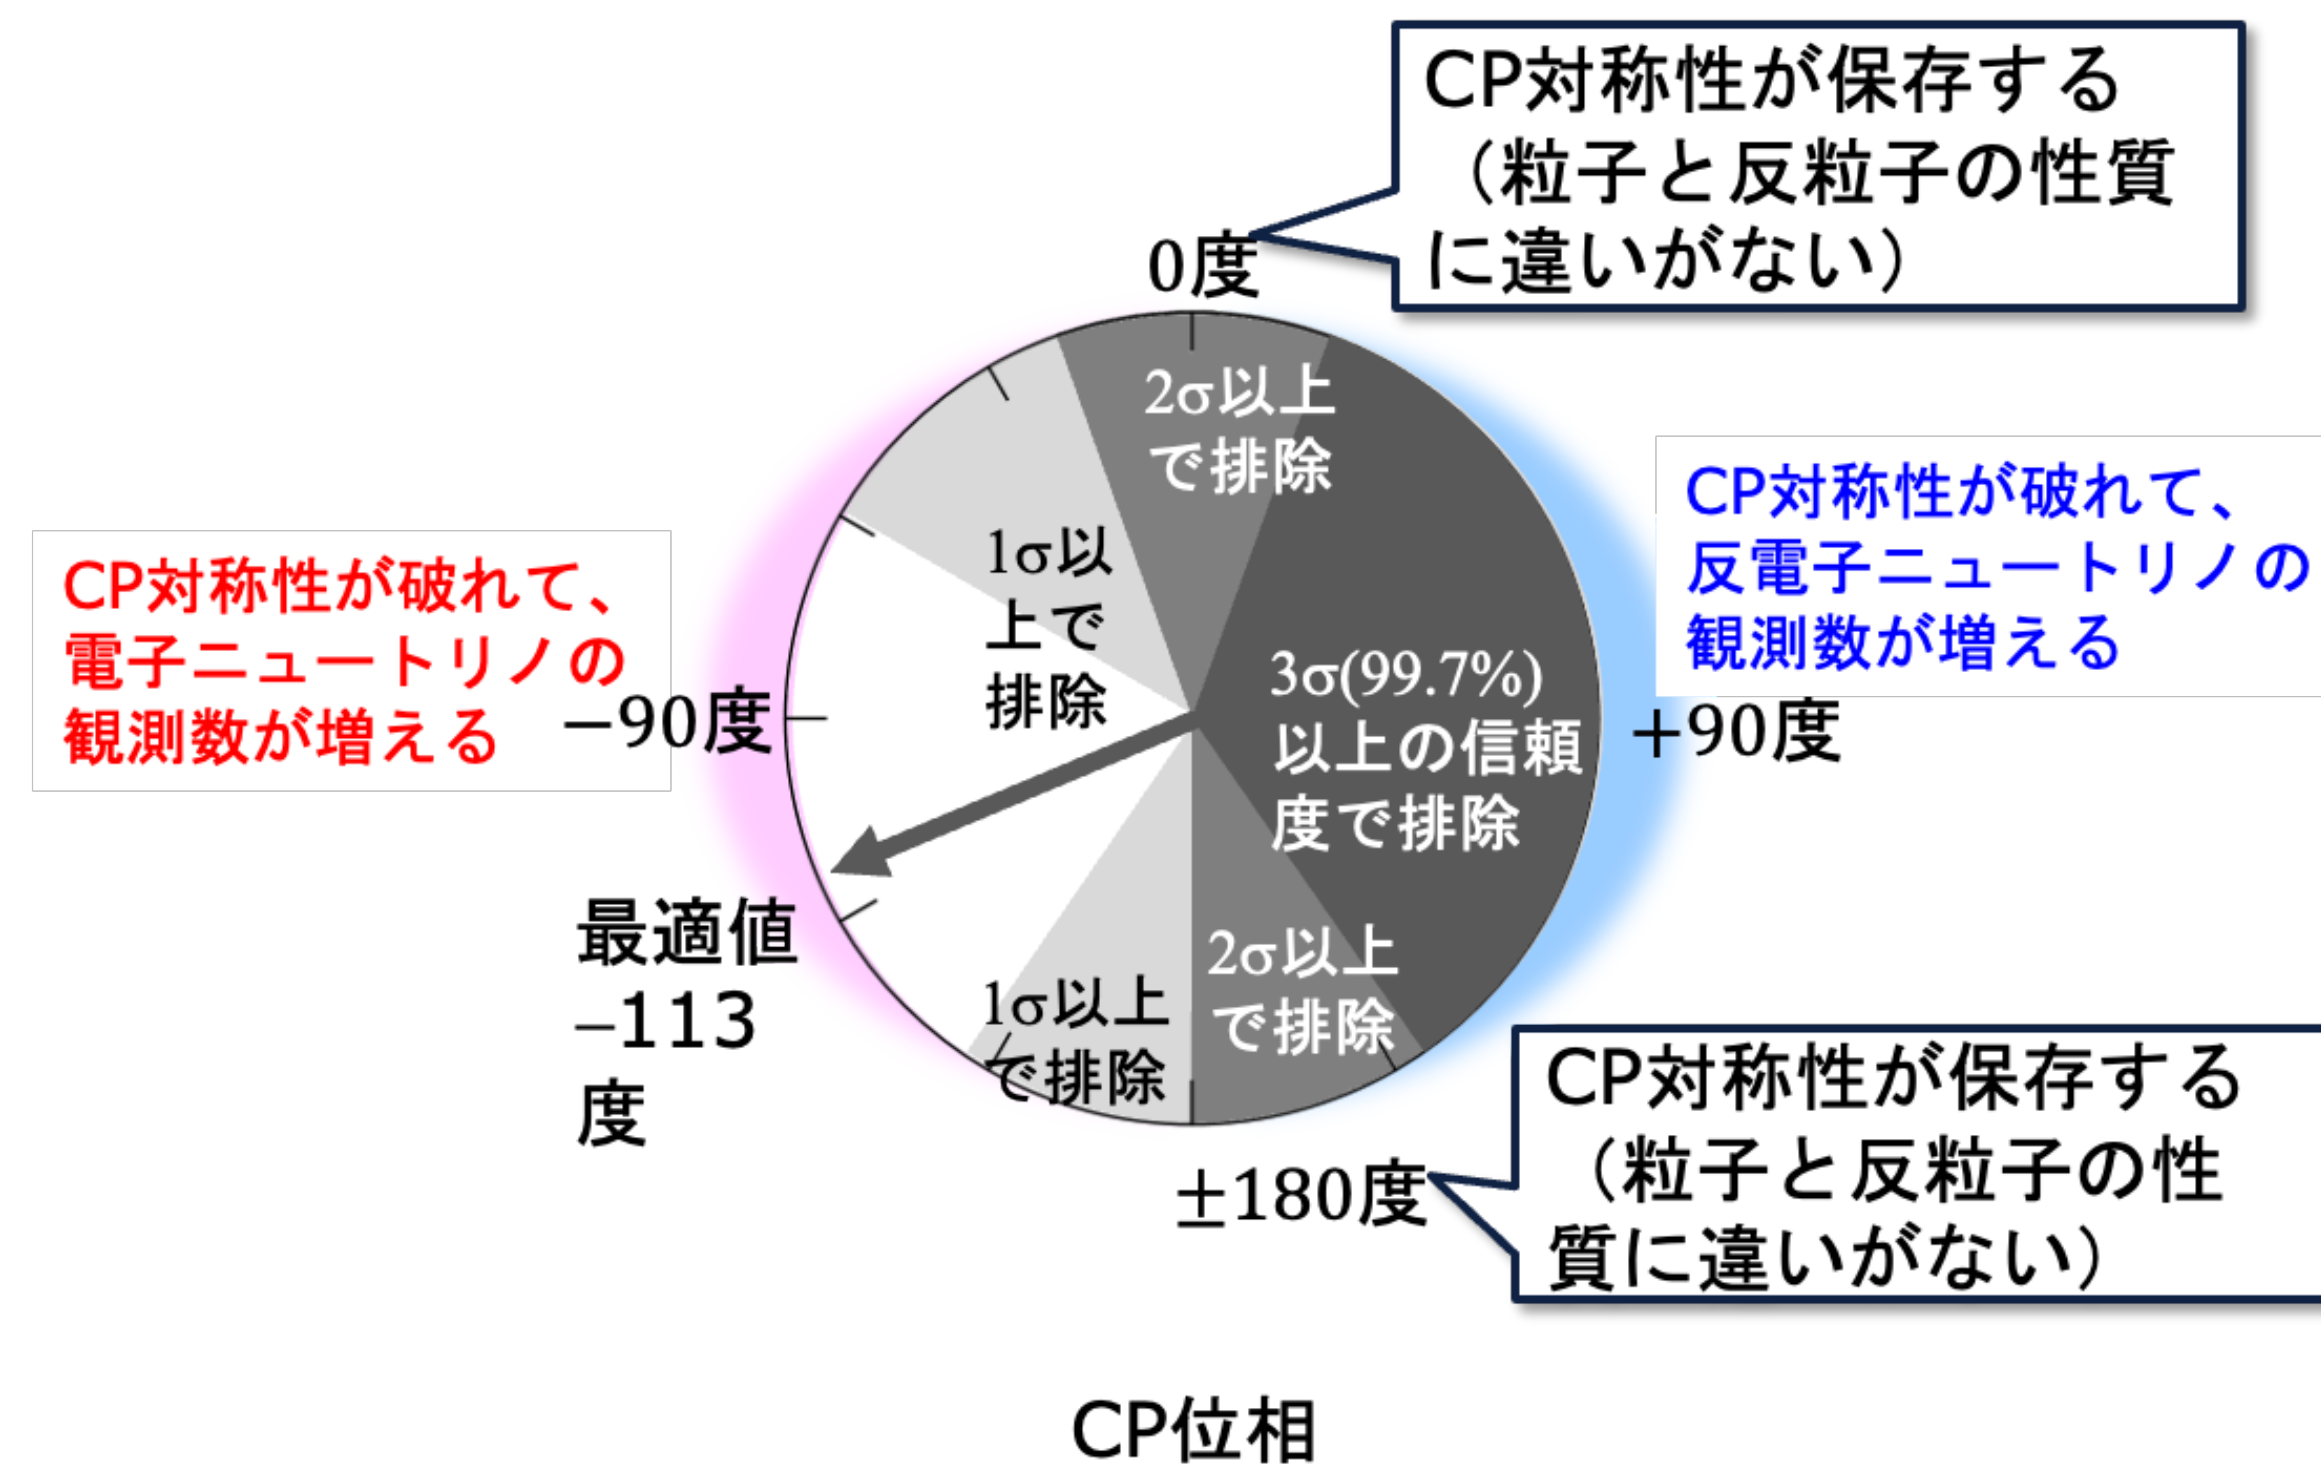 CP対称性が保存する
（粒子と反粒子の性質
に違いがない）
0度
2σ以上
で排除
CP対称性が破れて、
反電子ニュートリノの
観測数が増える
1σ以
上で
排除
CP対称性が破れて、
電子ニュートリノの
観測数が増える
−90度
3σ(99.7%)
以上の信頼
度で排除
+90度
最適値
–113
度
1σ以上
で排除
2σ以上
で排除
±180度
CP対称性が保存する
（粒子と反粒子の性
質に違いがない）
CP位相